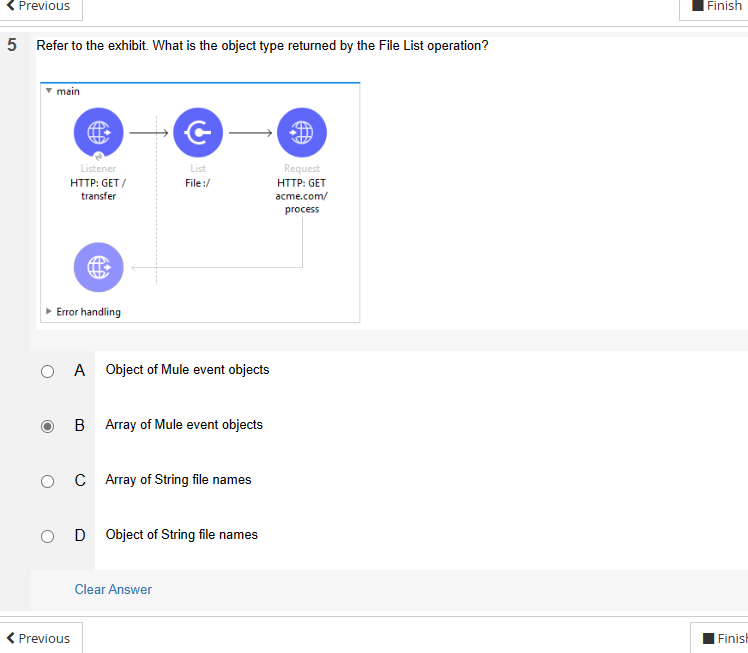 Previous
Finish
5 Refer to the exhibit. What is the object type returned by the File List operation?
main
Listener
HTTP: GET /
transfer
List
File :/
Request
HTTP: GET
acme.com/
process
Error handling
A Object of Mule event objects
B Array of Mule event objects
C Array of String file names
D Object of String file names
Clear Answer
Previous
Finish